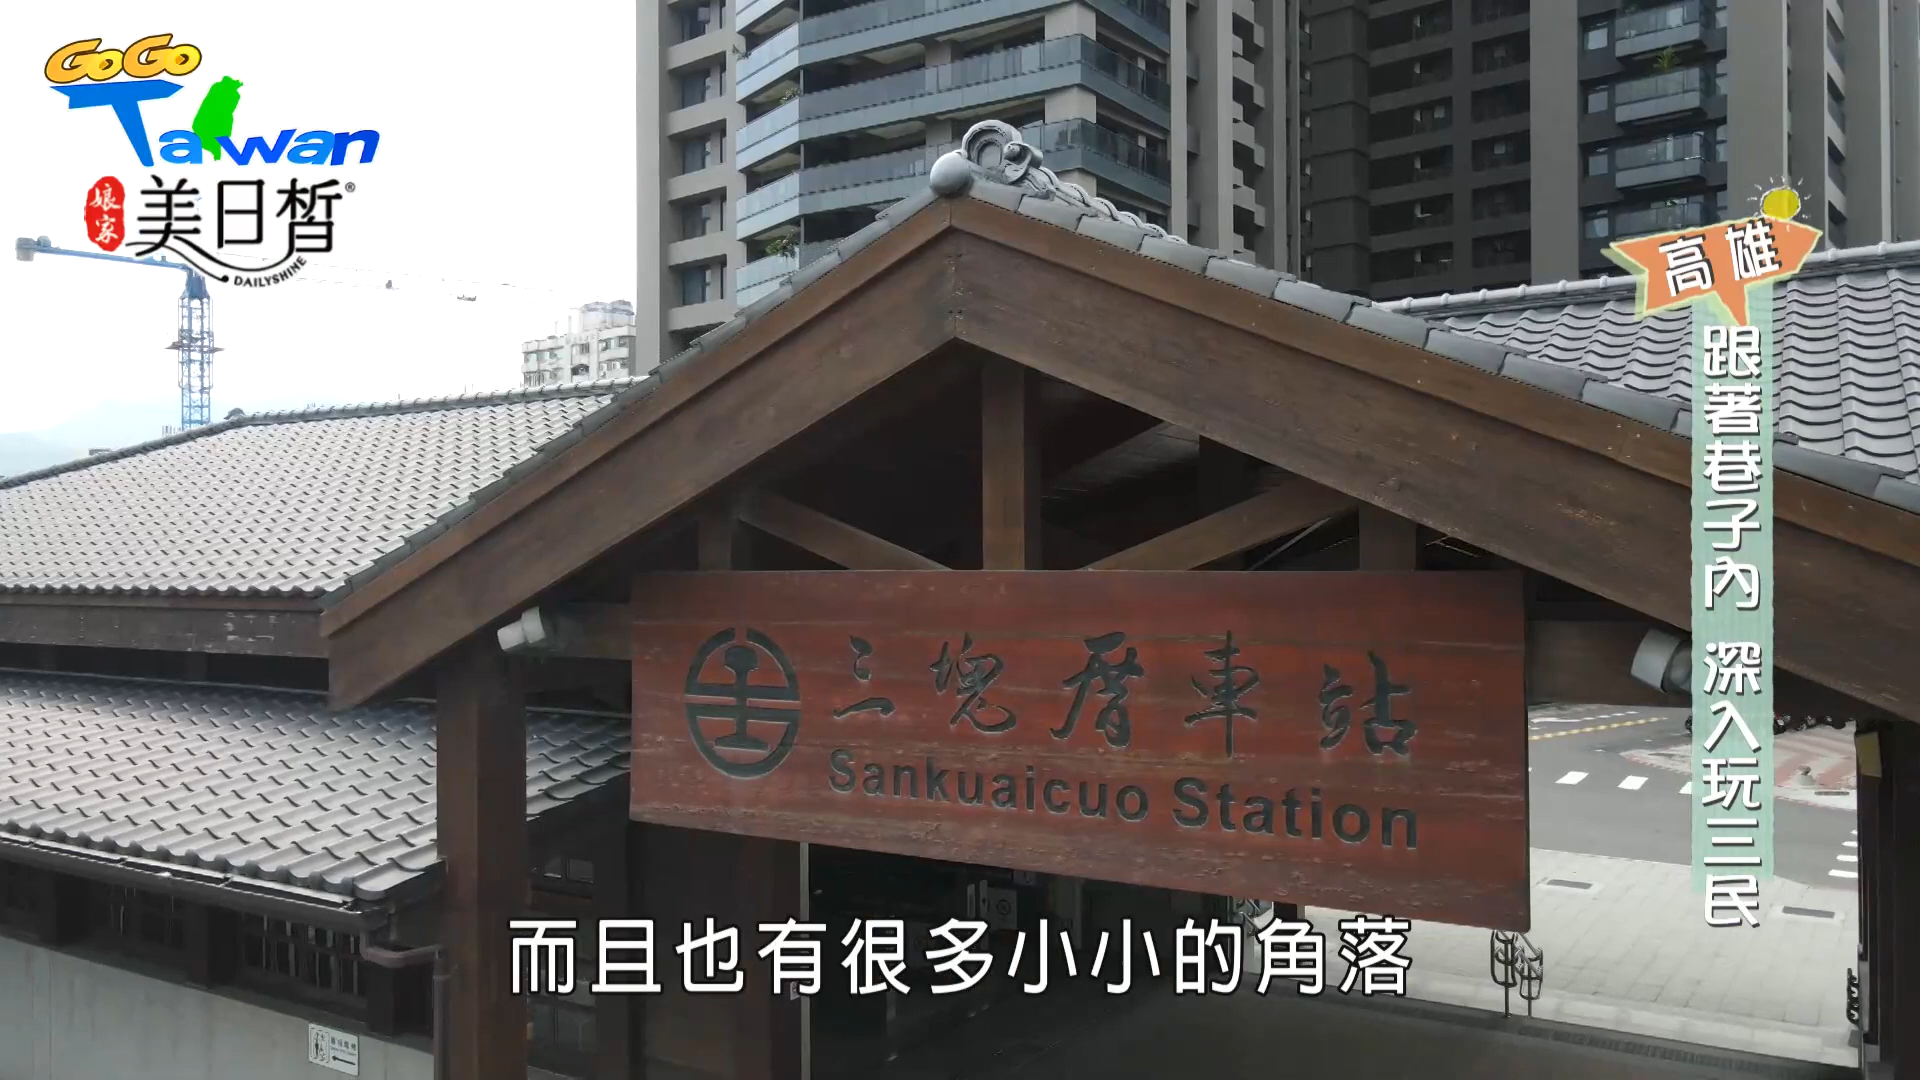 GoGo
Taiwan
娘家
美日皙®
DAILYSHINE
高雄
跟著巷子內 深入玩三民
三塊厝車站
Sankuaicuo Station
而且也有很多小小的角落